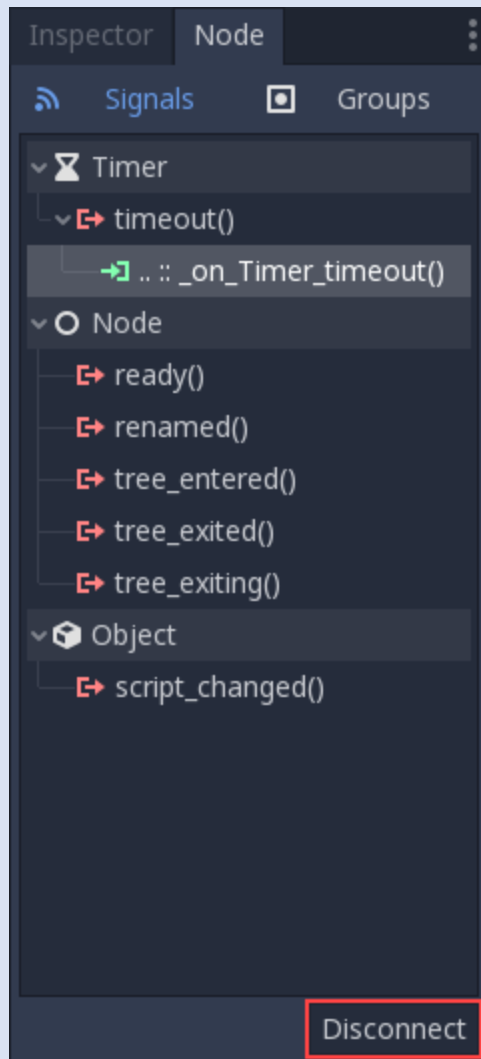 Inspector Node
Signals Groups
Timer
timeout()
.. :: _on_Timer_timeout()
Node
ready()
renamed()
tree_entered()
tree_exited()
tree_exiting()
Object
script_changed()
Disconnect